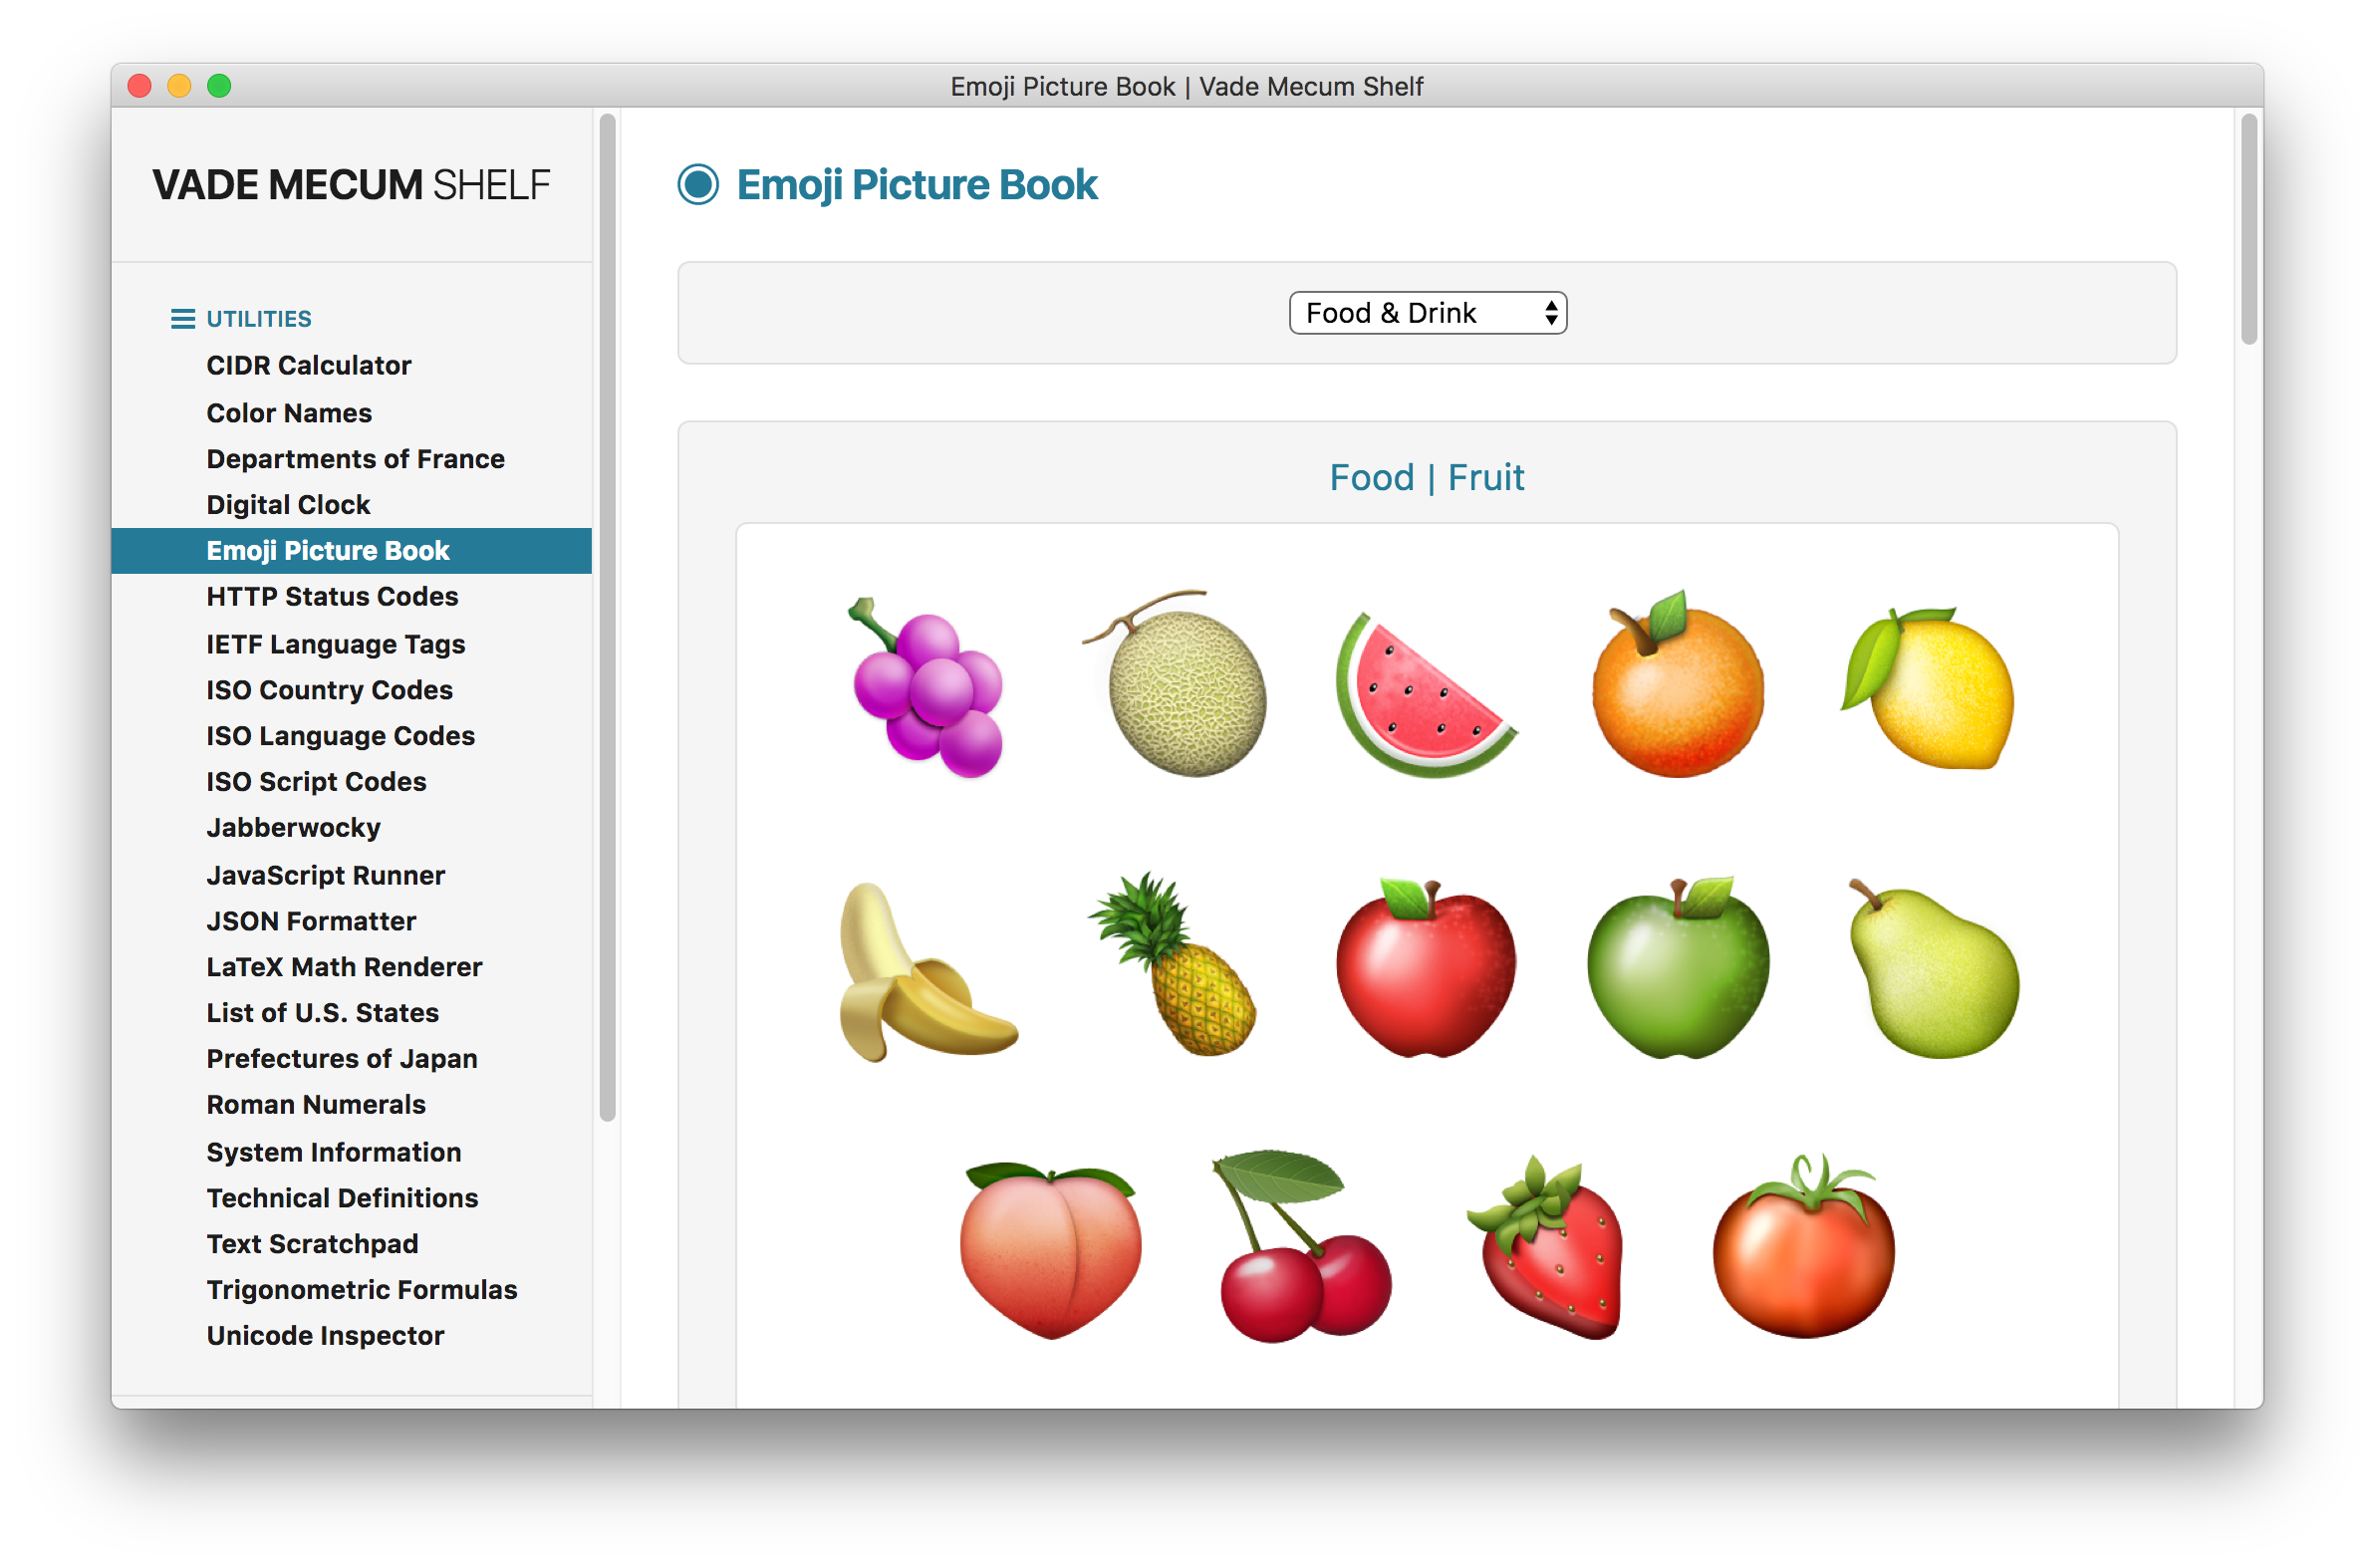 Emoji Picture Book | Vade Mecum Shelf
VADE MECUM SHELF
UTILITIES
CIDR Calculator
Color Names
Departments of France
Digital Clock
Emoji Picture Book
HTTP Status Codes
IETF Language Tags
ISO Country Codes
ISO Language Codes
ISO Script Codes
Jabberwocky
JavaScript Runner
JSON Formatter
LaTeX Math Renderer
List of U.S. States
Prefectures of Japan
Roman Numerals
System Information
Technical Definitions
Text Scratchpad
Trigonometric Formulas
Unicode Inspector
Emoji Picture Book
Food & Drink
Food | Fruit